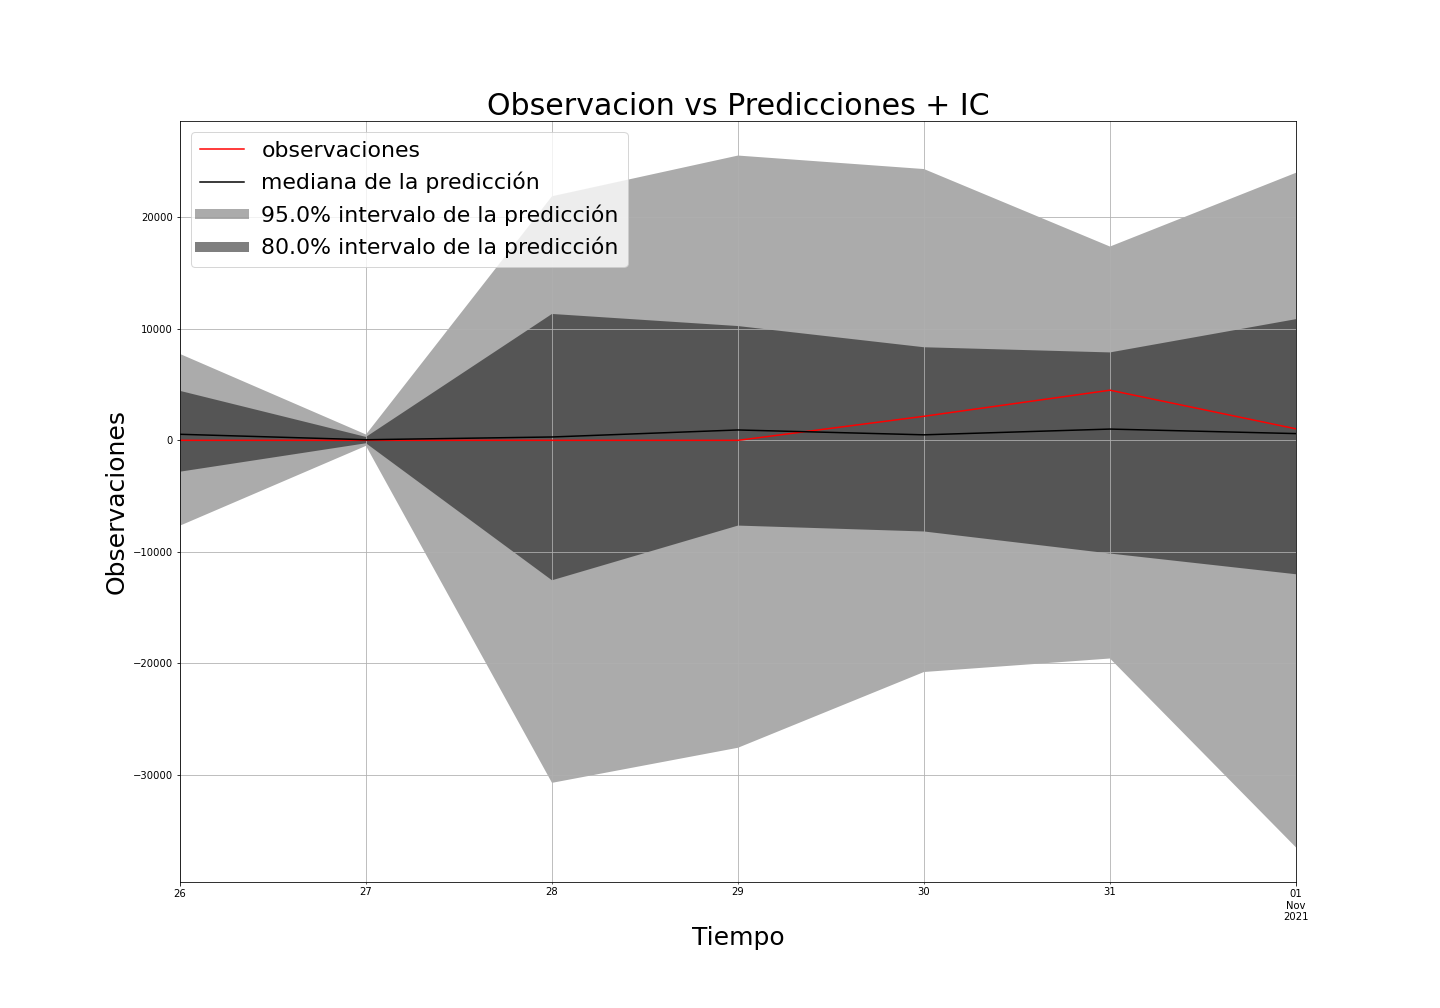 Observacion vs Predicciones + IC
observaciones
mediana de la predicción
95.0% intervalo de la predicción
80.0% intervalo de la predicción
20000
10000
0
−10000
−20000
−30000
Observaciones
26 27 28 29 30 31 01
Nov
2021
Tiempo